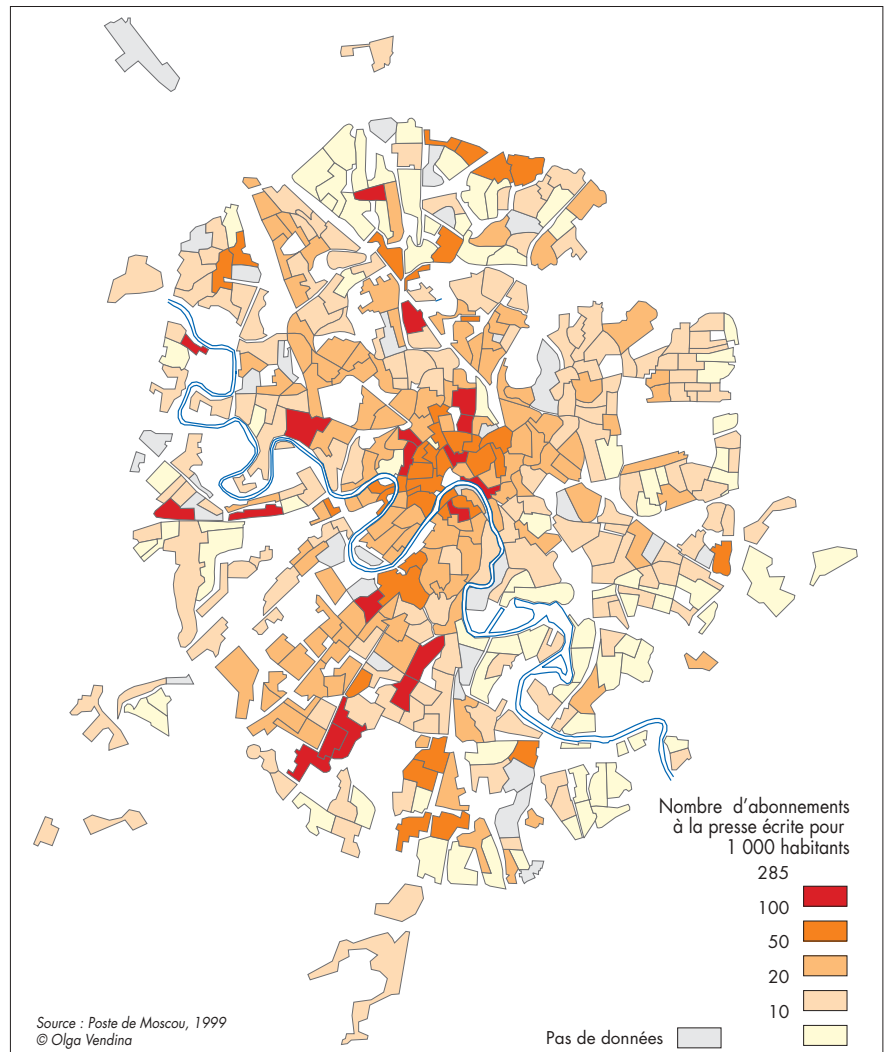 Nombre d'abonnements
à la presse écrite pour
1 000 habitants
285
100
50
20
10
Pas de données
Source : Poste de Moscou, 1999
© Olga Vendina